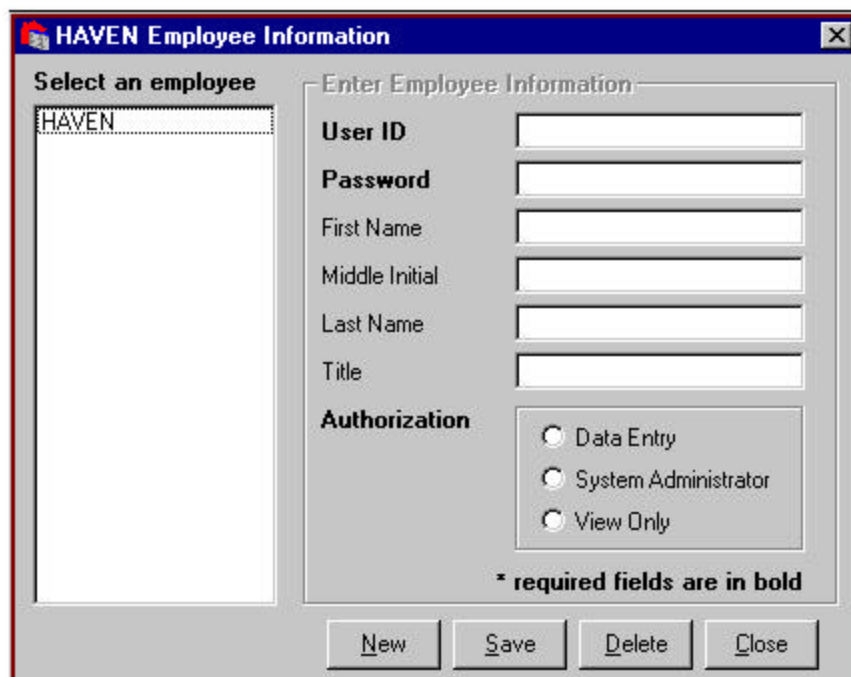 HAVEN Employee Information
Select an employee
HAVEN
Enter Employee Information
User ID
Password
First Name
Middle Initial
Last Name
Title
Authorization
Data Entry
System Administrator
View Only
* required fields are in bold
New Save Delete Close